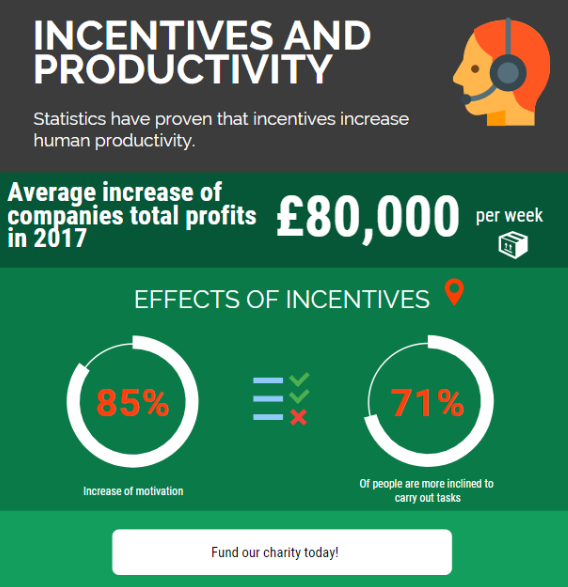 INCENTIVES AND
PRODUCTIVITY
Statistics have proven that incentives increase
human productivity.
Average increase of
companies total profits
in 2017
£80,000
per week
EFFECTS OF INCENTIVES
85%
Increase of motivation
71%
Of people are more inclined to
carry out tasks
Fund our charity today!